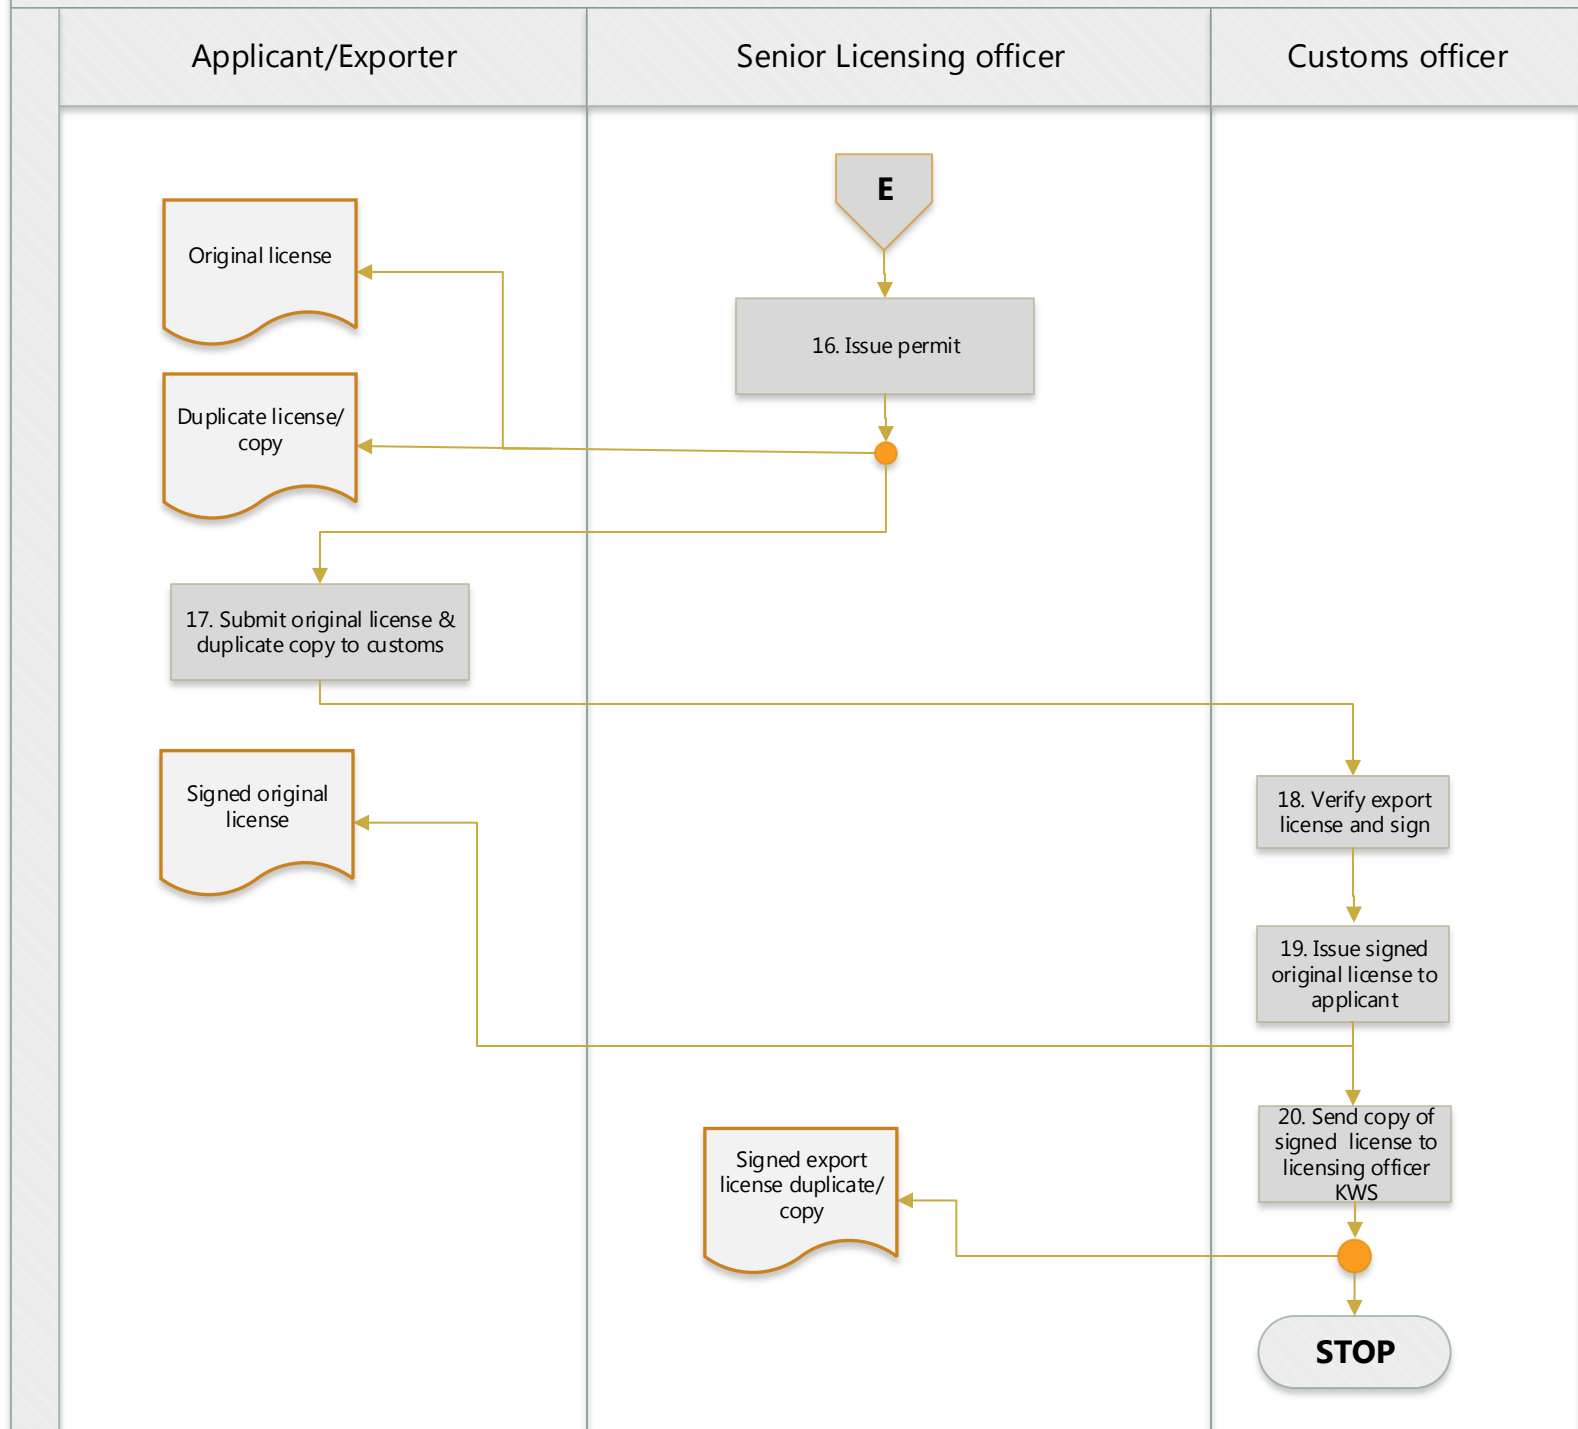 Applicant/Exporter
Senior Licensing officer
Customs officer
E
Original license
16. Issue permit
Duplicate license/
copy
17. Submit original license &
duplicate copy to customs
Signed original
license
18. Verify export
license and sign
19. Issue signed
original license to
applicant
20. Send copy of
signed license to
licensing officer
KWS
Signed export
license duplicate/
copy
STOP